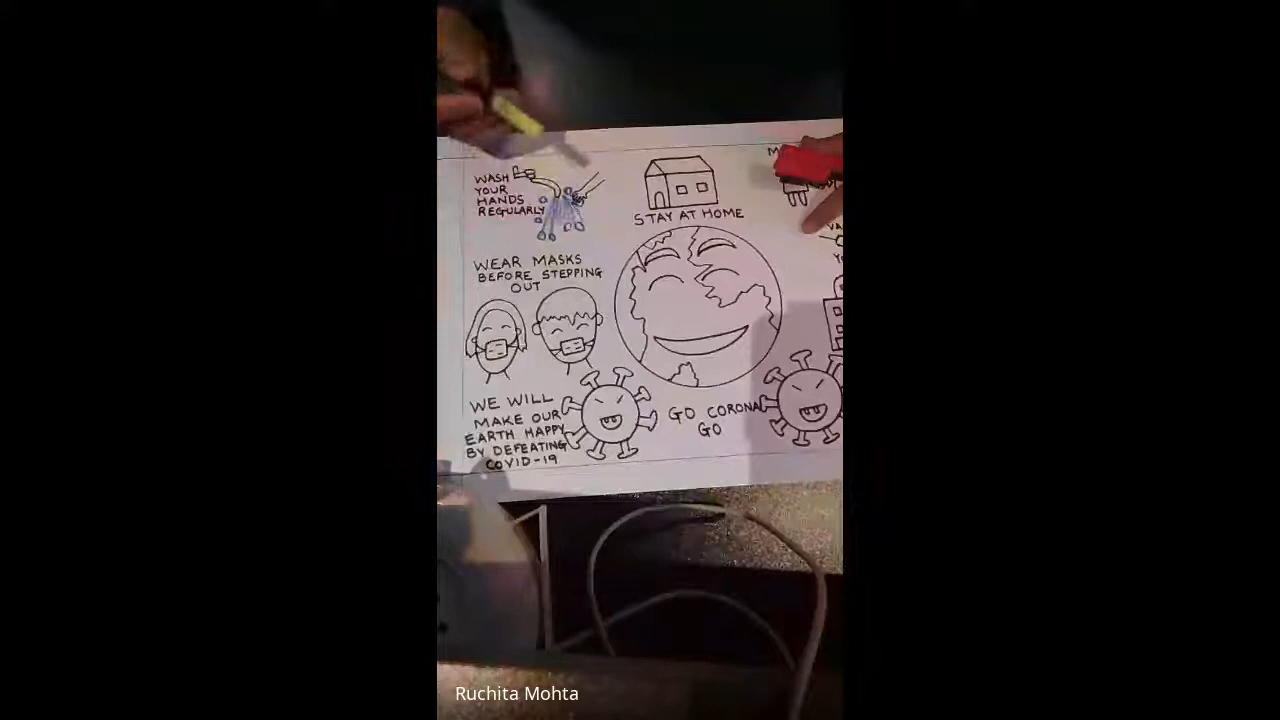 WASH
YOUR
HANDS
REGULARLY
STAY AT HOME
WEAR MASKS
BEFORE STEPPING
OUT
WE WILL
MAKE OUR
EARTH HAPPY
BY DEFEATING
COVID-19
GO CORONA
GO
Ruchita Mohta